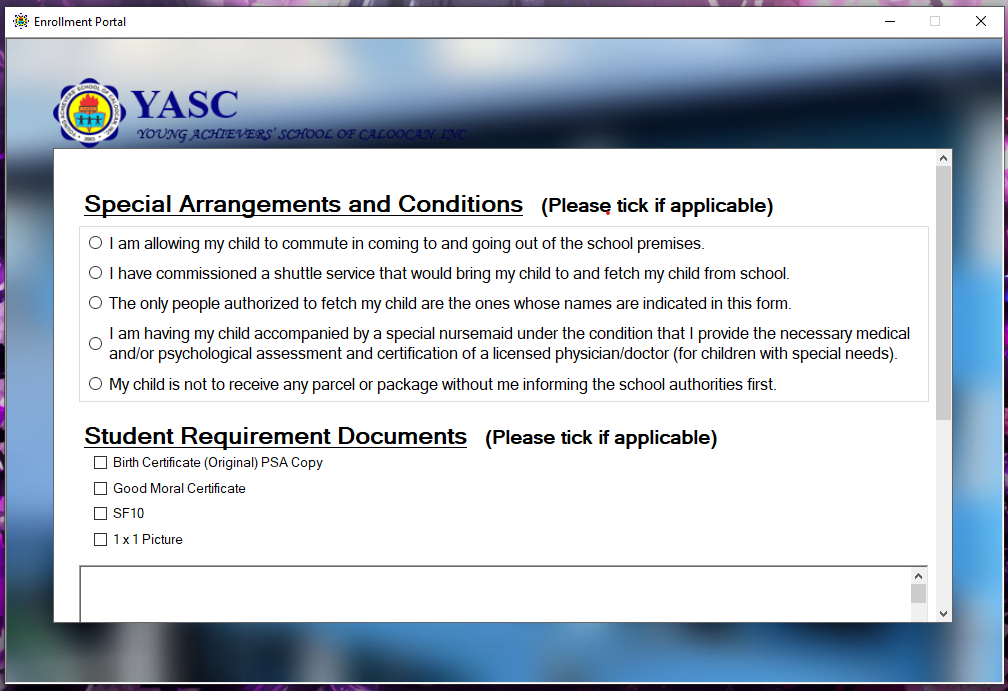 Enrollment Portal
YOUNG ACHIEVERS' SCHOOL OF CALOOCAN, INC.
YASC
YOUNG ACHIEVERS' SCHOOL OF CALOOCAN, INC.
Special Arrangements and Conditions (Please tick if applicable)
I am allowing my child to commute in coming to and going out of the school premises.
I have commissioned a shuttle service that would bring my child to and fetch my child from school.
The only people authorized to fetch my child are the ones whose names are indicated in this form.
I am having my child accompanied by a special nursemaid under the condition that I provide the necessary medical
and/or psychological assessment and certification of a licensed physician/doctor (for children with special needs).
My child is not to receive any parcel or package without me informing the school authorities first.
Student Requirement Documents (Please tick if applicable)
Birth Certificate (Original) PSA Copy
Good Moral Certificate
SF10
1 x 1 Picture